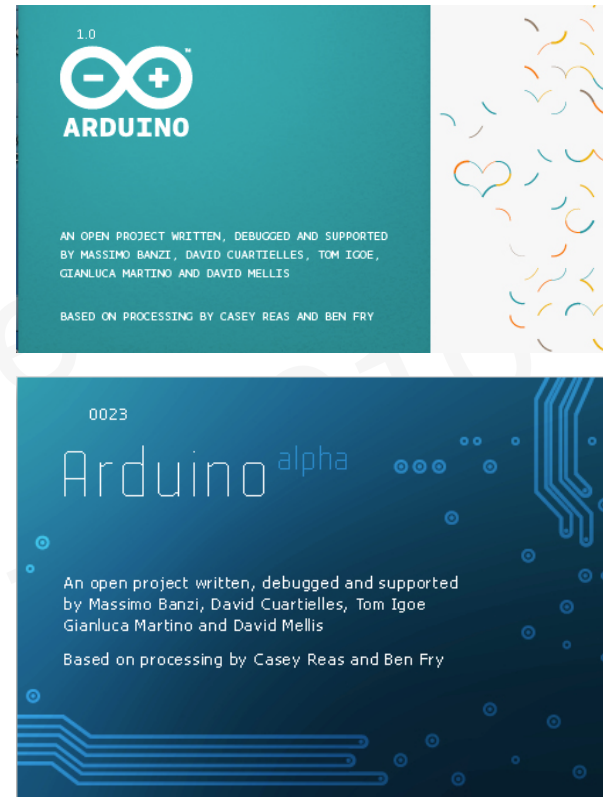 1.0
ARDUINO™
AN OPEN PROJECT WRITTEN, DEBUGGED AND SUPPORTED
BY MASSIMO BANZI, DAVID CUARTIELLES, TOM IGOE,
GIANLUCA MARTINO AND DAVID MELLIS
BASED ON PROCESSING BY CASEY REAS AND BEN FRY
0023
Arduino alpha
An open project written, debugged and supported
by Massimo Banzi, David Cuartielles, Tom Igoe
Gianluca Martino and David Mellis
Based on processing by Casey Reas and Ben Fry